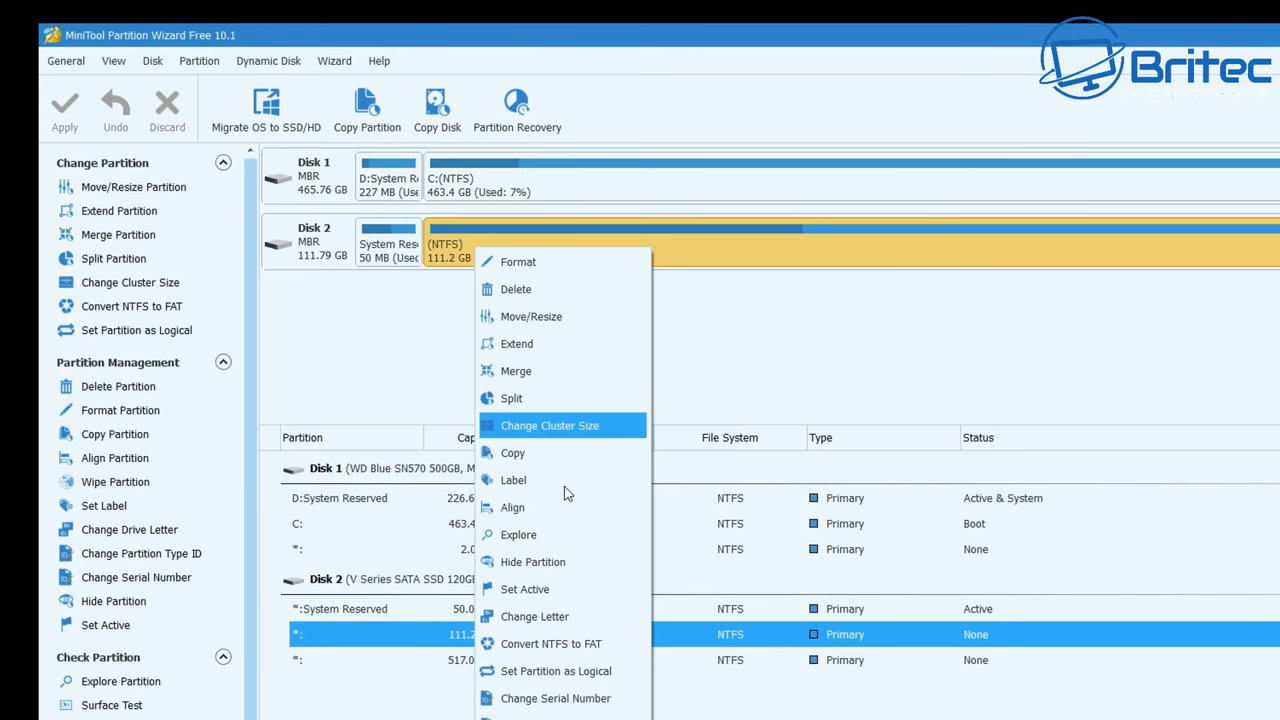 MiniTool Partition Wizard Free 10.1
Britec
General View Disk Partition Dynamic Disk Wizard Help
Apply Undo Discard Migrate OS to SSD/HD Copy Partition Copy Disk Partition Recovery
Change Partition
Move/Resize Partition
Extend Partition
Merge Partition
Split Partition
Change Cluster Size
Convert NTFS to FAT
Set Partition as Logical
Partition Management
Delete Partition
Format Partition
Copy Partition
Align Partition
Wipe Partition
Set Label
Change Drive Letter
Change Partition Type ID
Change Serial Number
Hide Partition
Set Active
Check Partition
Explore Partition
Surface Test
Disk 1
MBR
465.76 GB
D:System R
227 MB (Use
C:(NTFS)
463.4 GB (Used: 7%)
Disk 2
MBR
111.79 GB
System Res
50 MB (Used
(NTFS)
111.2 GB
Format
Delete
Move/Resize
Extend
Merge
Split
Change Cluster Size
Copy
Label
Align
Explore
Hide Partition
Set Active
Change Letter
Convert NTFS to FAT
Set Partition as Logical
Change Serial Number
Partition Cap File System Type Status
Disk 1 (WD Blue SN570 500GB, M
D:System Reserved 226.6 NTFS Primary Active & System
C: 463.4 NTFS Primary Boot
*: 2.0 NTFS Primary None
Disk 2 (V Series SATA SSD 120GB
*:System Reserved 50.0 NTFS Primary Active
*: 111.2 NTFS Primary None
*: 517.0 NTFS Primary None